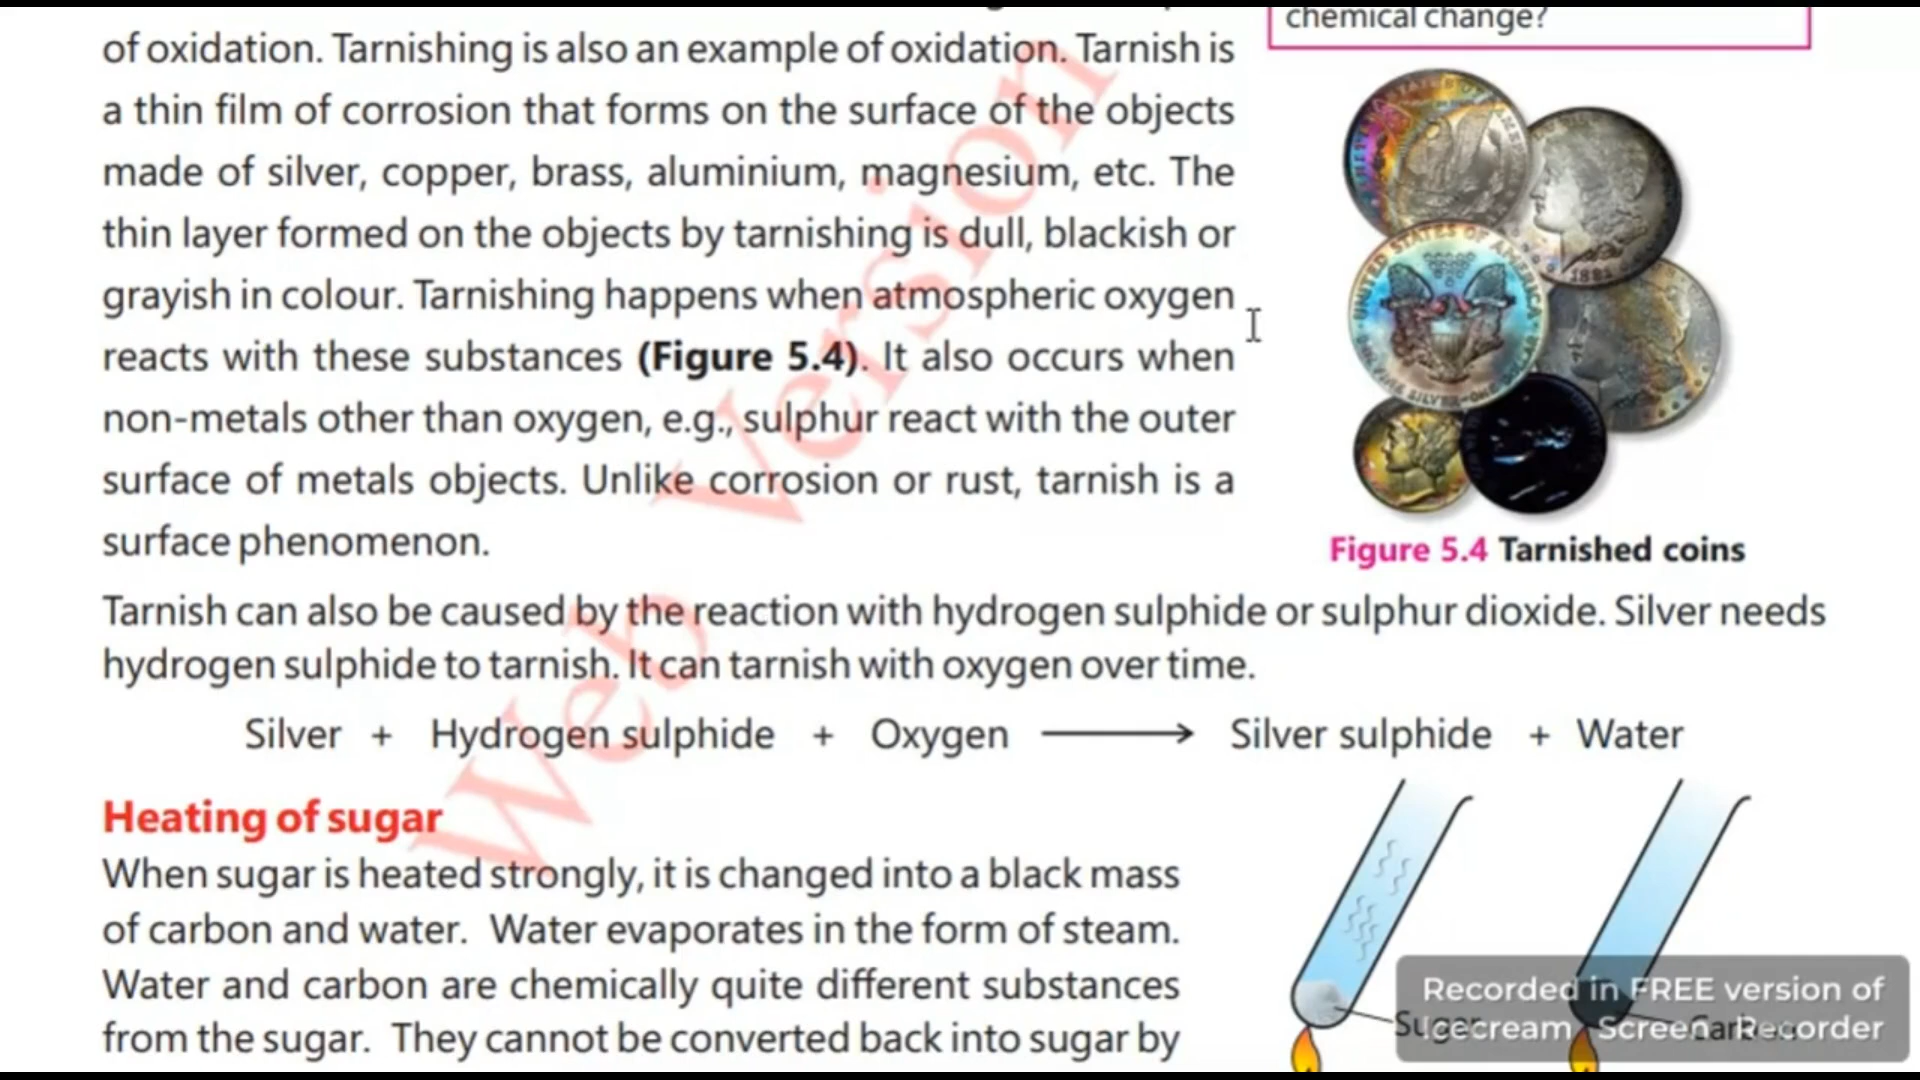 chemical change?
of oxidation. Tarnishing is also an example of oxidation. Tarnish is
a thin film of corrosion that forms on the surface of the objects
made of silver, copper, brass, aluminium, magnesium, etc. The
thin layer formed on the objects by tarnishing is dull, blackish or
grayish in colour. Tarnishing happens when atmospheric oxygen
reacts with these substances (Figure 5.4). It also occurs when
non-metals other than oxygen, e.g., sulphur react with the outer
surface of metals objects. Unlike corrosion or rust, tarnish is a
surface phenomenon.
UNITED STATES OF AMERICA
Figure 5.4 Tarnished coins
Tarnish can also be caused by the reaction with hydrogen sulphide or sulphur dioxide. Silver needs
hydrogen sulphide to tarnish. It can tarnish with oxygen over time.
Silver + Hydrogen sulphide + Oxygen ⟶ Silver sulphide + Water
Heating of sugar
When sugar is heated strongly, it is changed into a black mass
of carbon and water. Water evaporates in the form of steam.
Water and carbon are chemically quite different substances
from the sugar. They cannot be converted back into sugar by
Sugar
Carbon
Web Version
Recorded in FREE version of
Icecream Screen Recorder